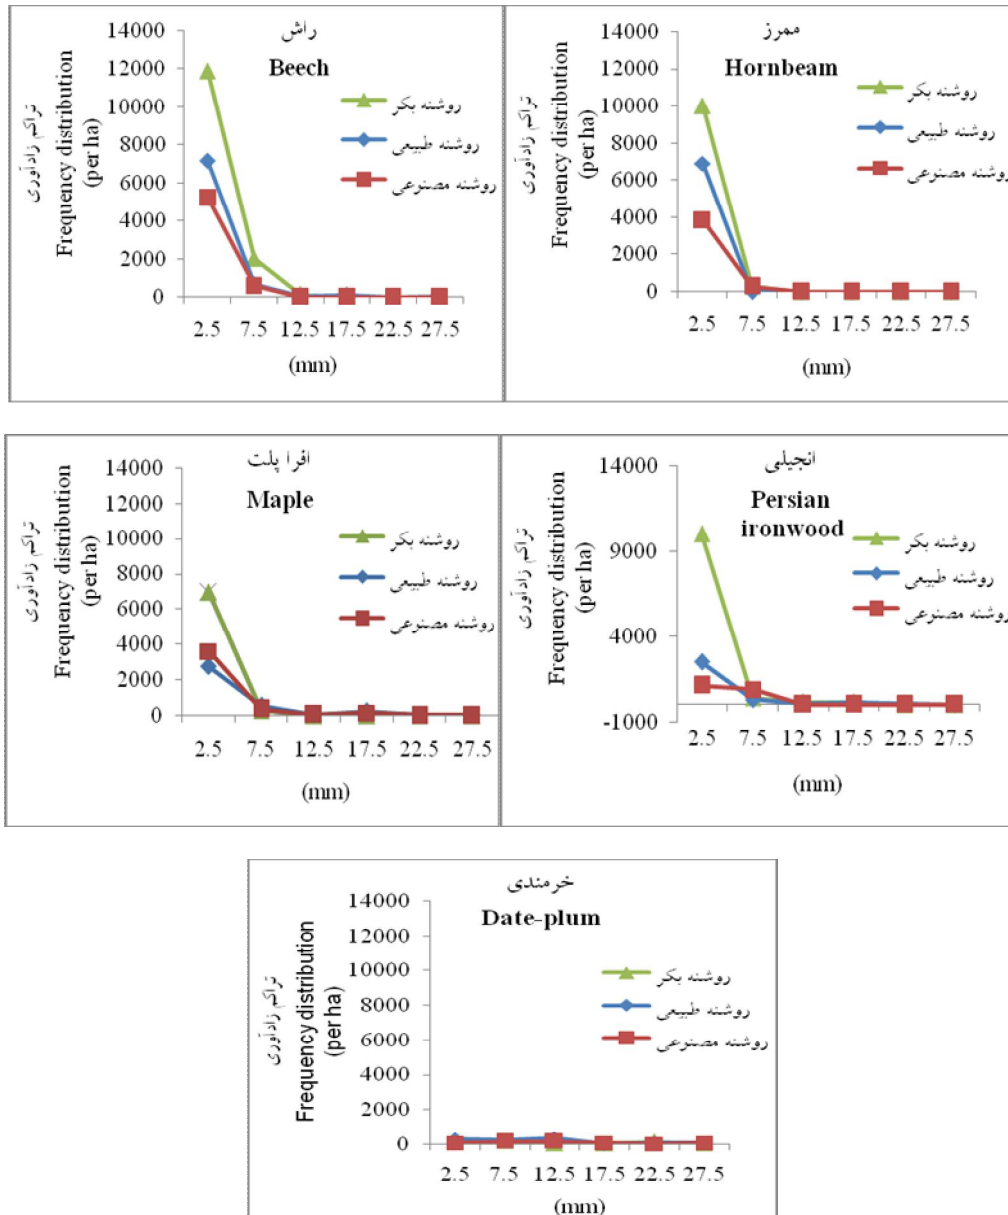 راش
Beech
تراکم زادآوری
Frequency distribution
(per ha)
14000
12000
10000
8000
6000
4000
2000
0
روشنه بکر
روشنه طبیعی
روشنه مصنوعی
2.5 7.5 12.5 17.5 22.5 27.5
(mm)
ممرز
Hornbeam
تراکم زادآوری
Frequency distribution
(per ha)
14000
12000
10000
8000
6000
4000
2000
0
روشنه بکر
روشنه طبیعی
روشنه مصنوعی
2.5 7.5 12.5 17.5 22.5 27.5
(mm)
افرا پلت
Maple
تراکم زادآوری
Frequency distribution
(per ha)
14000
12000
10000
8000
6000
4000
2000
0
روشنه بکر
روشنه طبیعی
روشنه مصنوعی
2.5 7.5 12.5 17.5 22.5 27.5
(mm)
انجیلی
Persian
ironwood
تراکم زادآوری
Frequency distribution
(per ha)
14000
9000
4000
-1000
روشنه بکر
روشنه طبیعی
روشنه مصنوعی
2.5 7.5 12.5 17.5 22.5 27.5
(mm)
خرمندی
Date-plum
تراکم زادآوری
Frequency distribution
(per ha)
14000
12000
10000
8000
6000
4000
2000
0
روشنه بکر
روشنه طبیعی
روشنه مصنوعی
2.5 7.5 12.5 17.5 22.5 27.5
(mm)